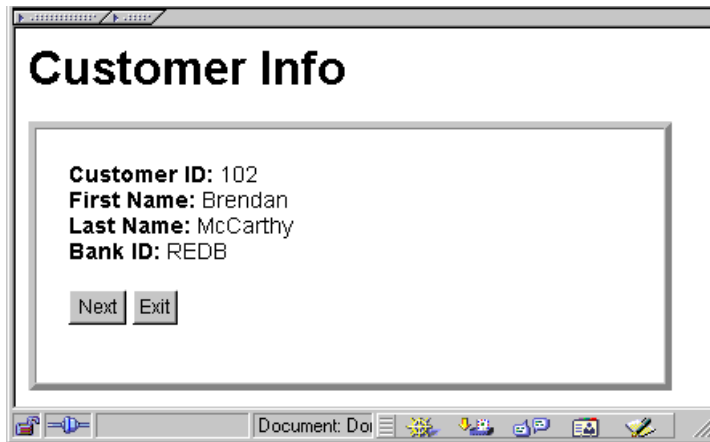 Customer Info
Customer ID: 102
First Name: Brendan
Last Name: McCarthy
Bank ID: REDB
Next Exit
Document: Do